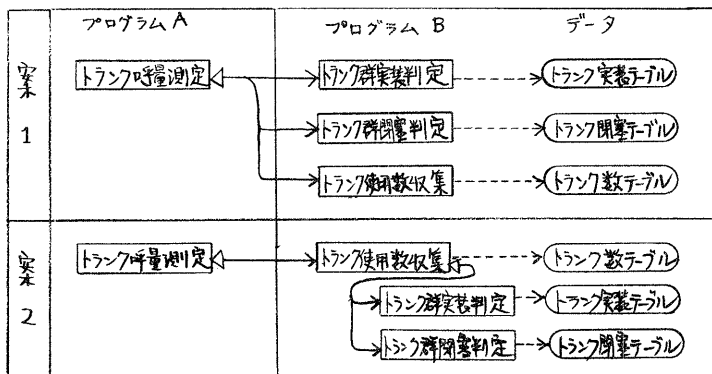 プログラム A　プログラム B　データ
案1
トランク呼量測定　トランク群実装判定　トランク実装テーブル
トランク群閉塞判定　トランク閉塞テーブル
トランク使用数収集　トランク数テーブル
案2
トランク呼量測定　トランク使用数収集　トランク数テーブル
トランク群実装判定　トランク実装テーブル
トランク群閉塞判定　トランク閉塞テーブル